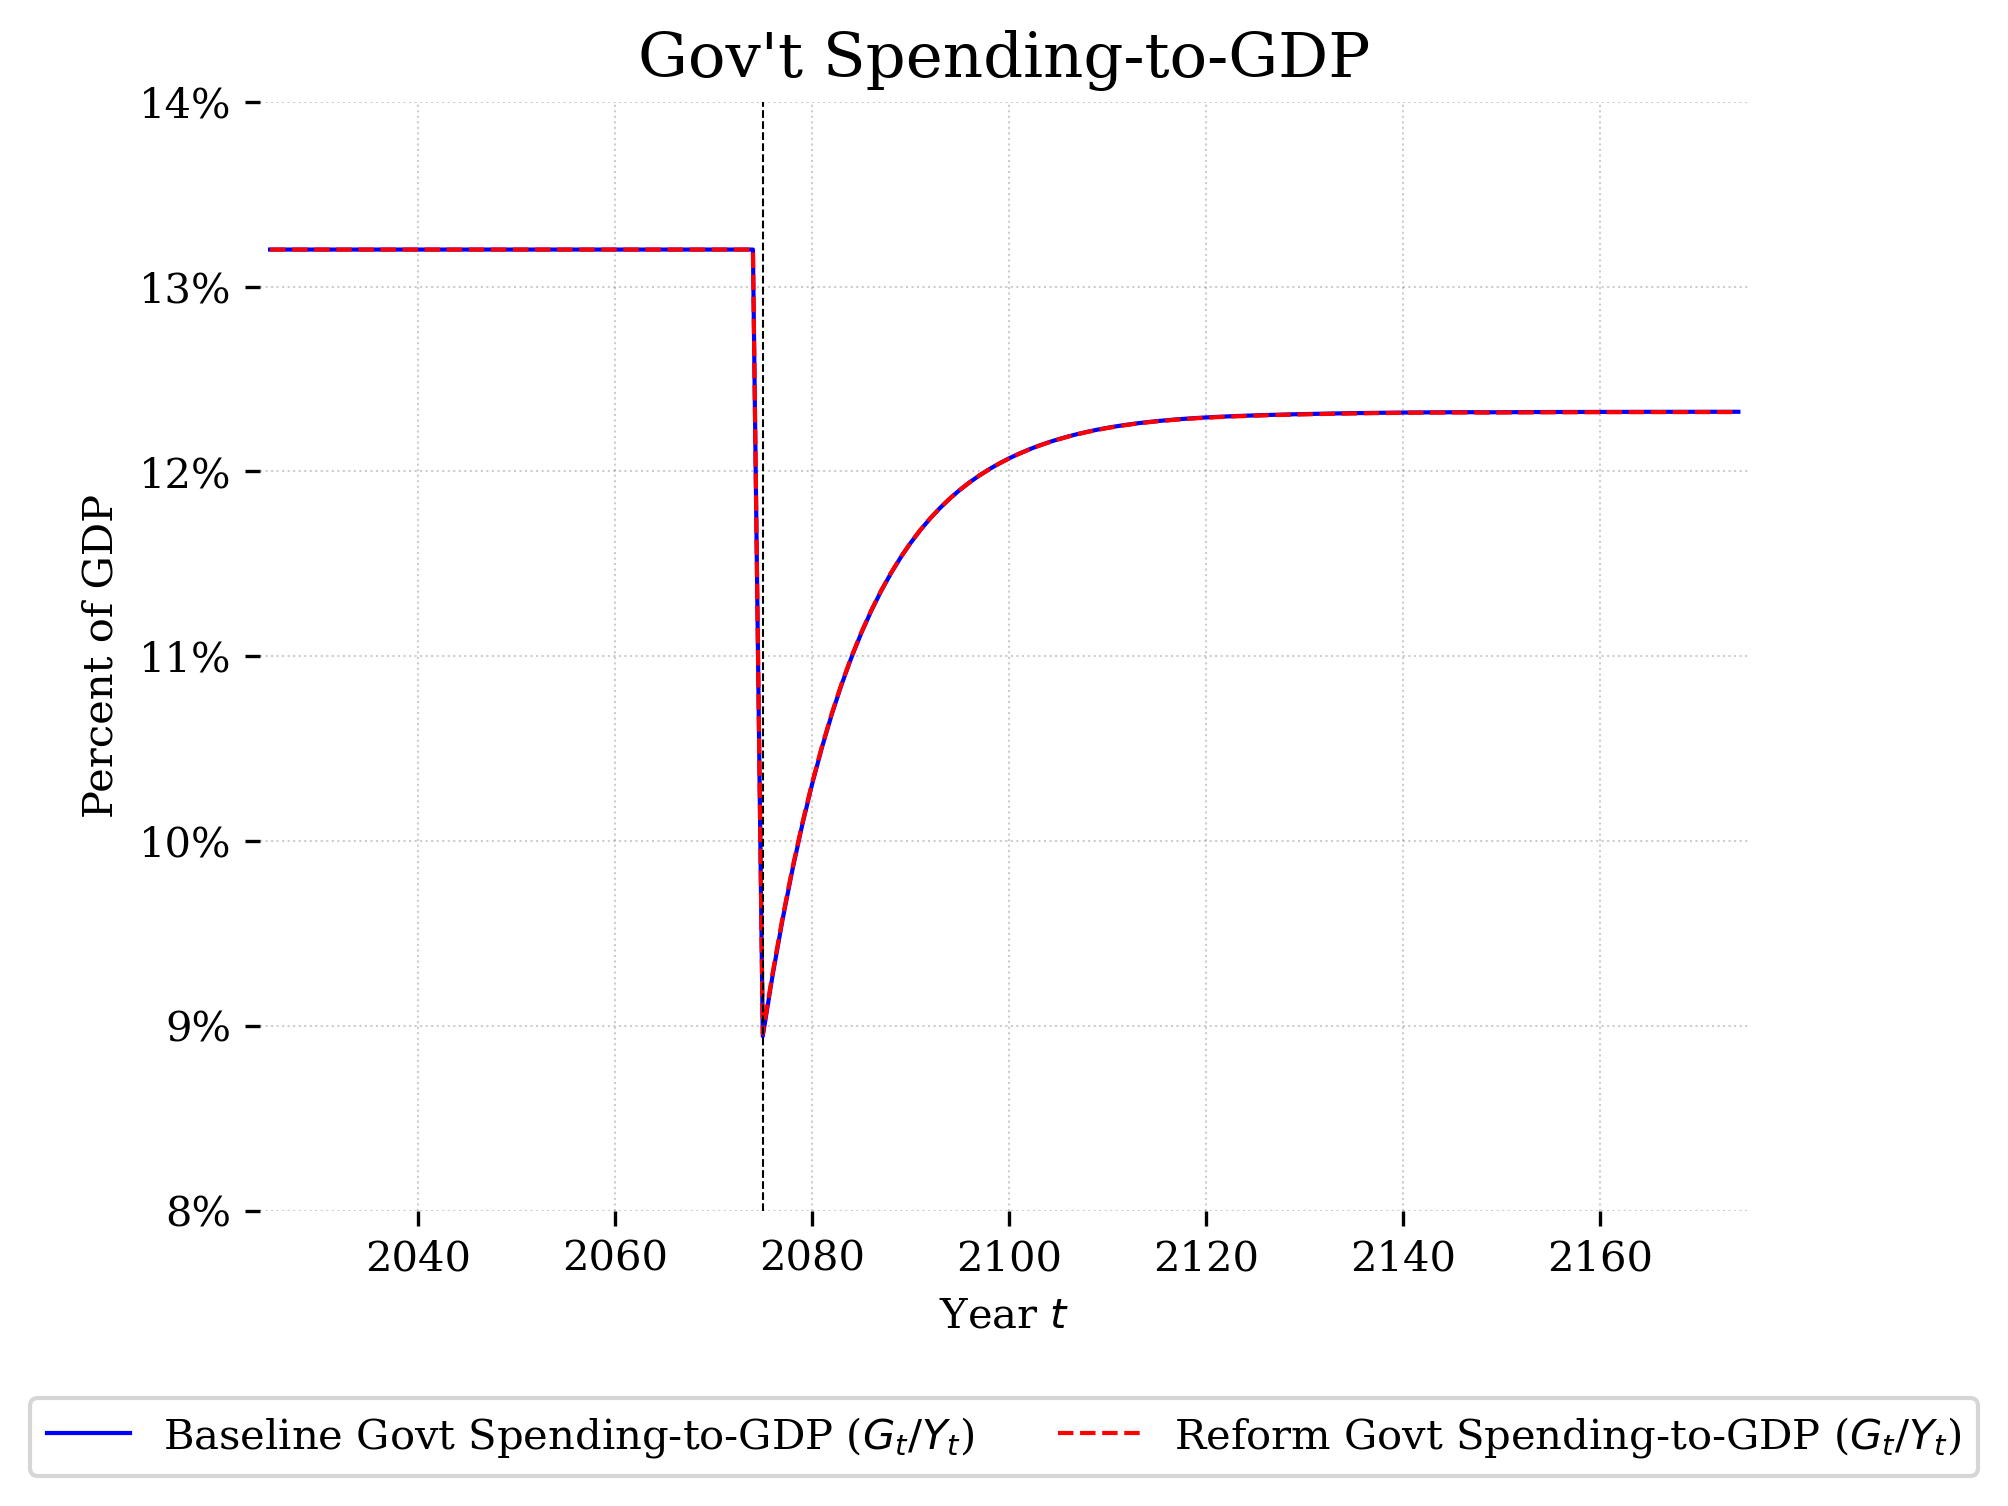 Gov't Spending-to-GDP
14%
13%
12%
11%
10%
9%
8%
Percent of GDP
2040 2060 2080 2100 2120 2140 2160
Year t
Baseline Govt Spending-to-GDP (Gₜ/Yₜ) Reform Govt Spending-to-GDP (Gₜ/Yₜ)